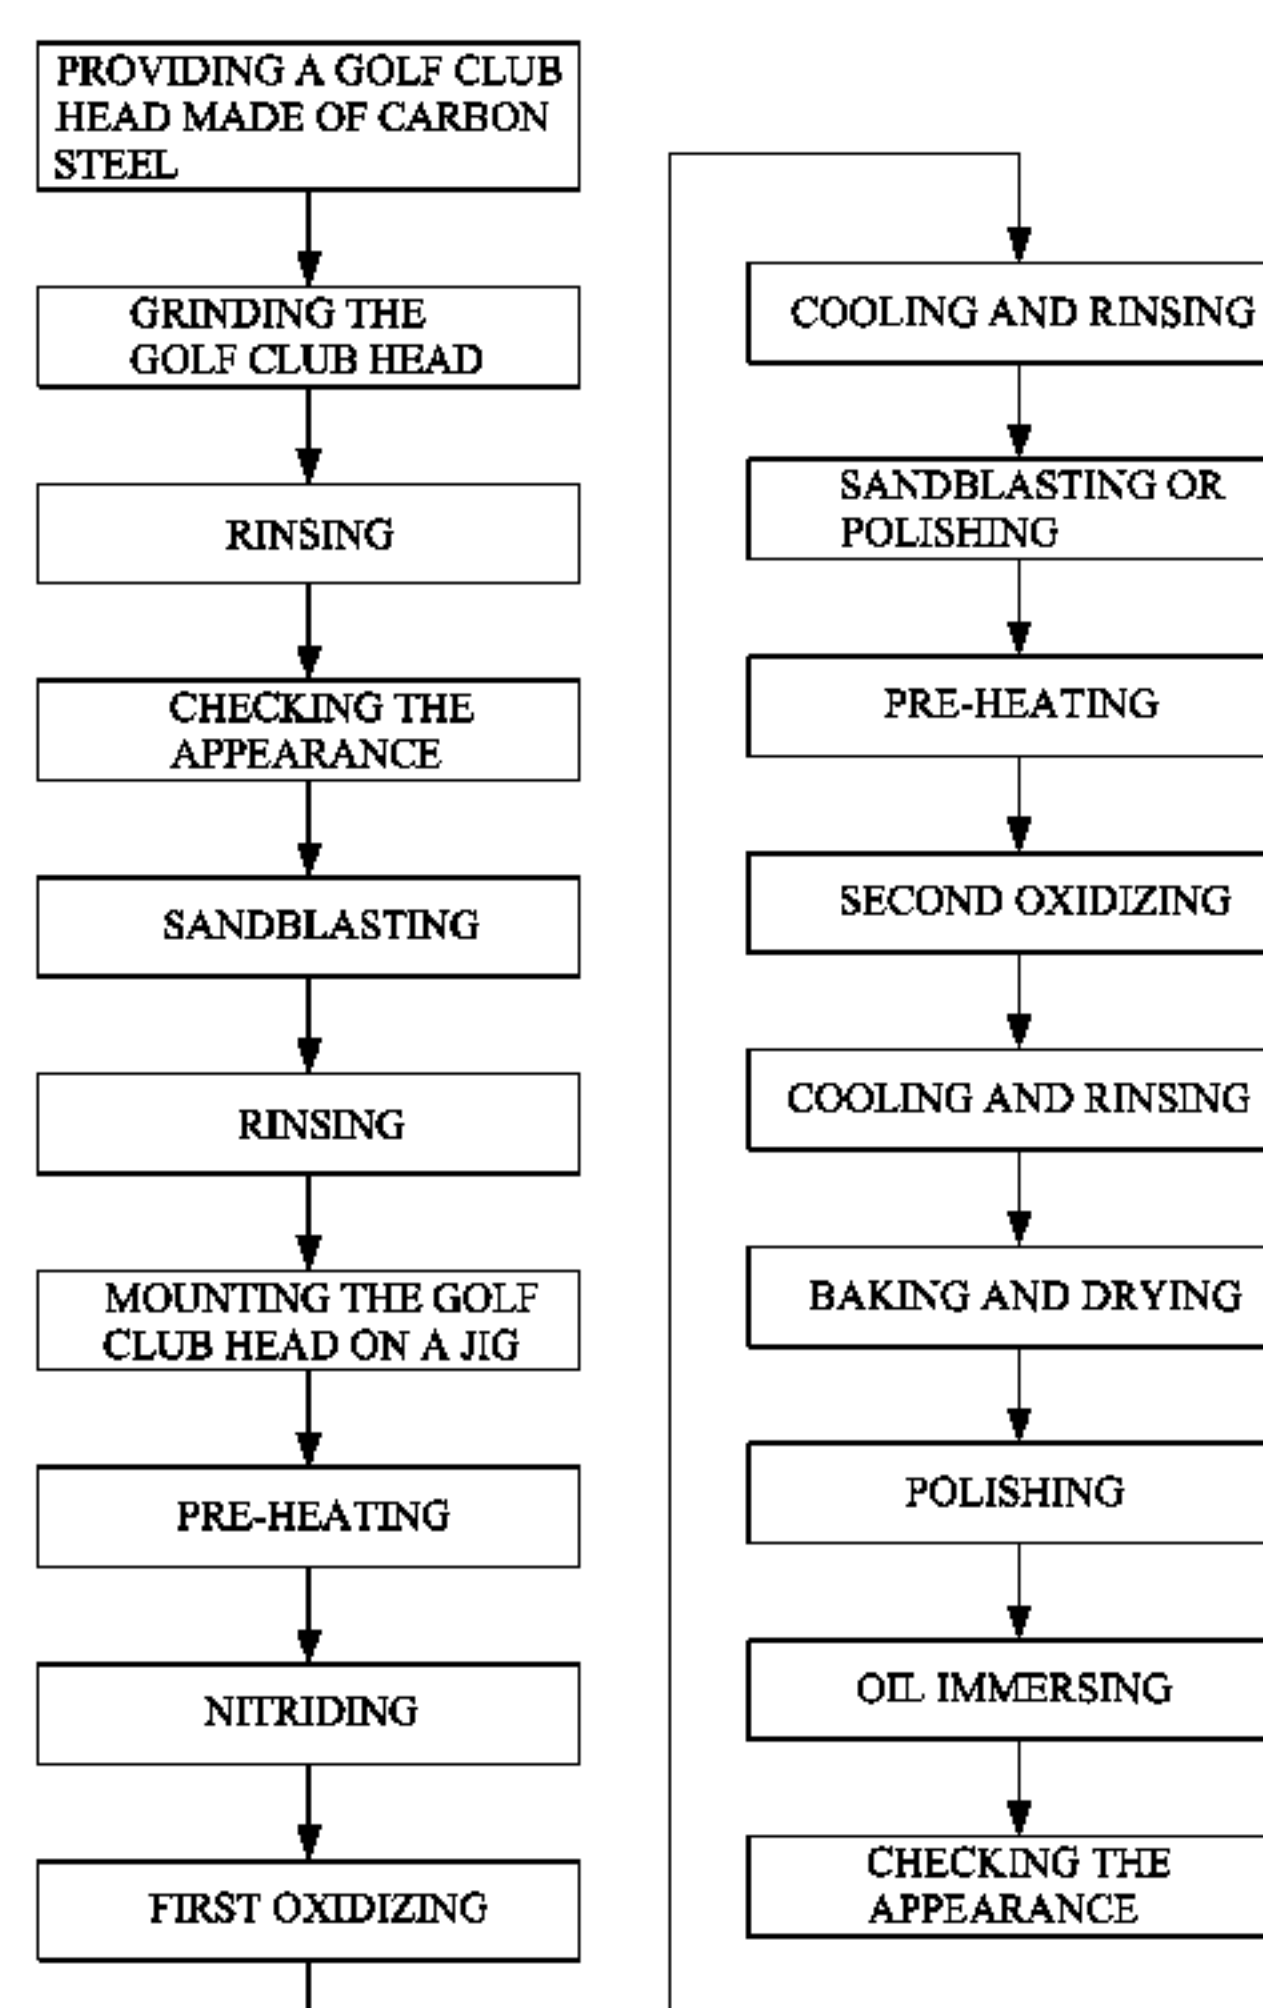 PROVIDING A GOLF CLUB
HEAD MADE OF CARBON
STEEL
GRINDING THE
GOLF CLUB HEAD
RINSING
CHECKING THE
APPEARANCE
SANDBLASTING
RINSING
MOUNTING THE GOLF
CLUB HEAD ON A JIG
PRE-HEATING
NITRIDING
FIRST OXIDIZING
COOLING AND RINSING
SANDBLASTING OR
POLISHING
PRE-HEATING
SECOND OXIDIZING
COOLING AND RINSING
BAKING AND DRYING
POLISHING
OIL IMMERSING
CHECKING THE
APPEARANCE